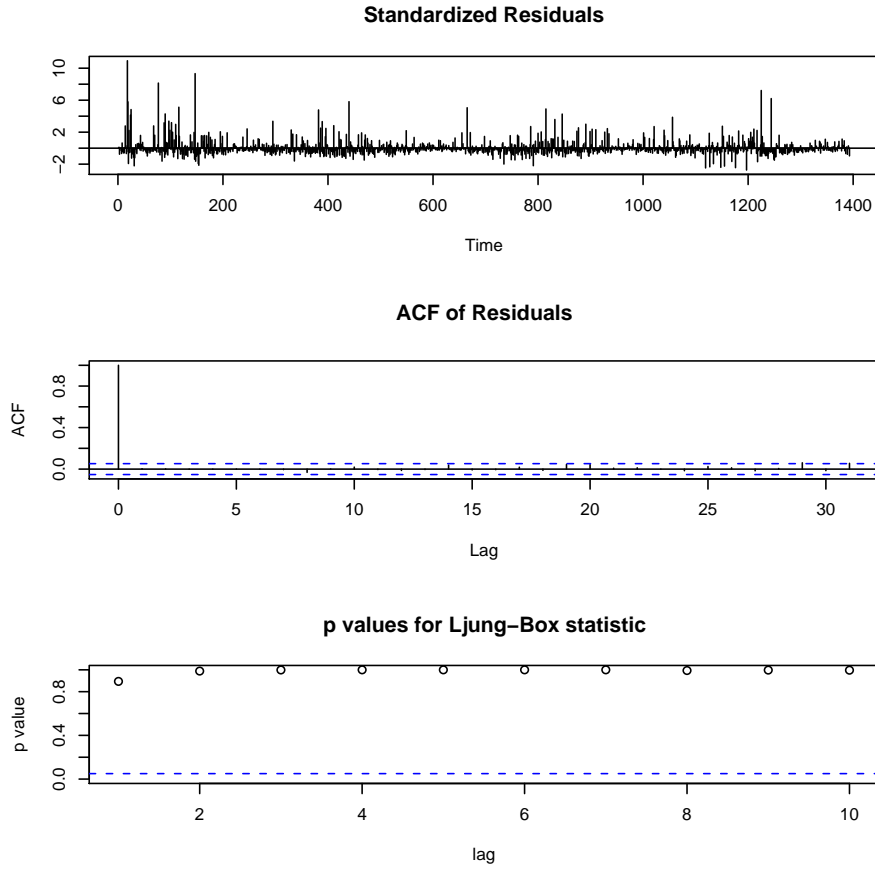 Standardized Residuals
10
6
2
−2
0 200 400 600 800 1000 1200 1400
Time
ACF of Residuals
ACF
0.8
0.4
0.0
0 5 10 15 20 25 30
Lag
p values for Ljung−Box statistic
p value
0.8
0.4
0.0
2 4 6 8 10
lag